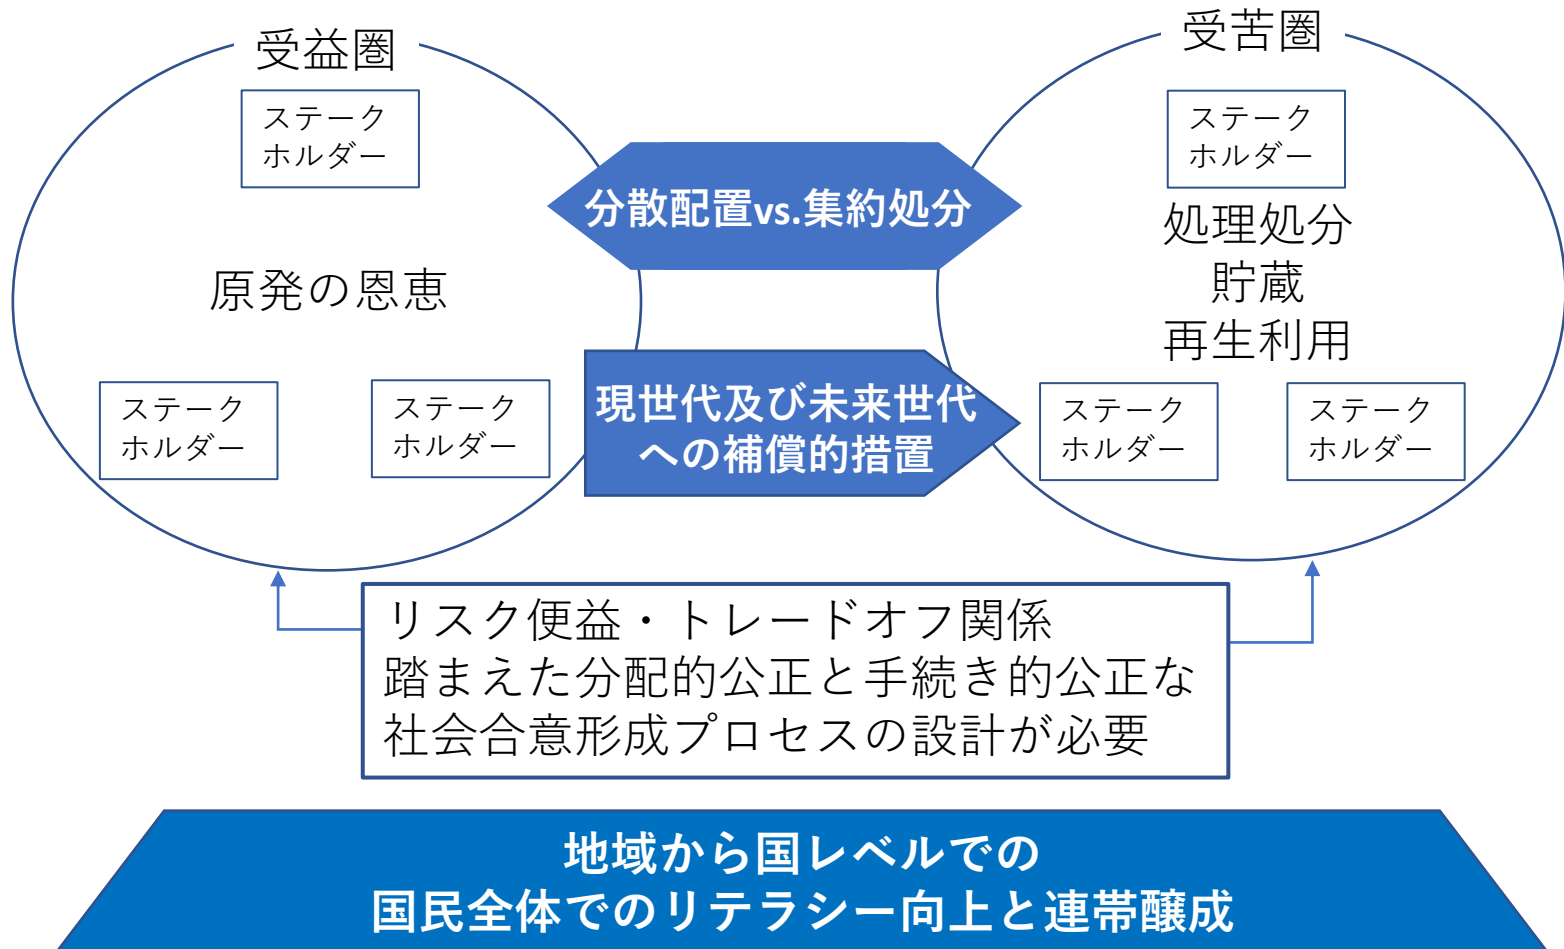 受益圏
ステーク
ホルダー
原発の恩恵
ステーク
ホルダー
ステーク
ホルダー
分散配置vs.集約処分
現世代及び未来世代
への補償的措置
受苦圏
ステーク
ホルダー
処理処分
貯蔵
再生利用
ステーク
ホルダー
ステーク
ホルダー
リスク便益・トレードオフ関係
踏まえた分配的公正と手続き的公正な
社会合意形成プロセスの設計が必要
地域から国レベルでの
国民全体でのリテラシー向上と連帯醸成